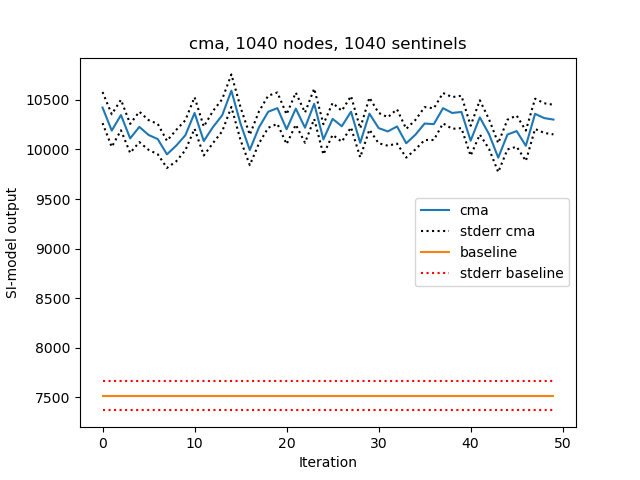 cma, 1040 nodes, 1040 sentinels
SI-model output
10500
10000
9500
9000
8500
8000
7500
cma
stderr cma
baseline
stderr baseline
0 10 20 30 40 50
Iteration